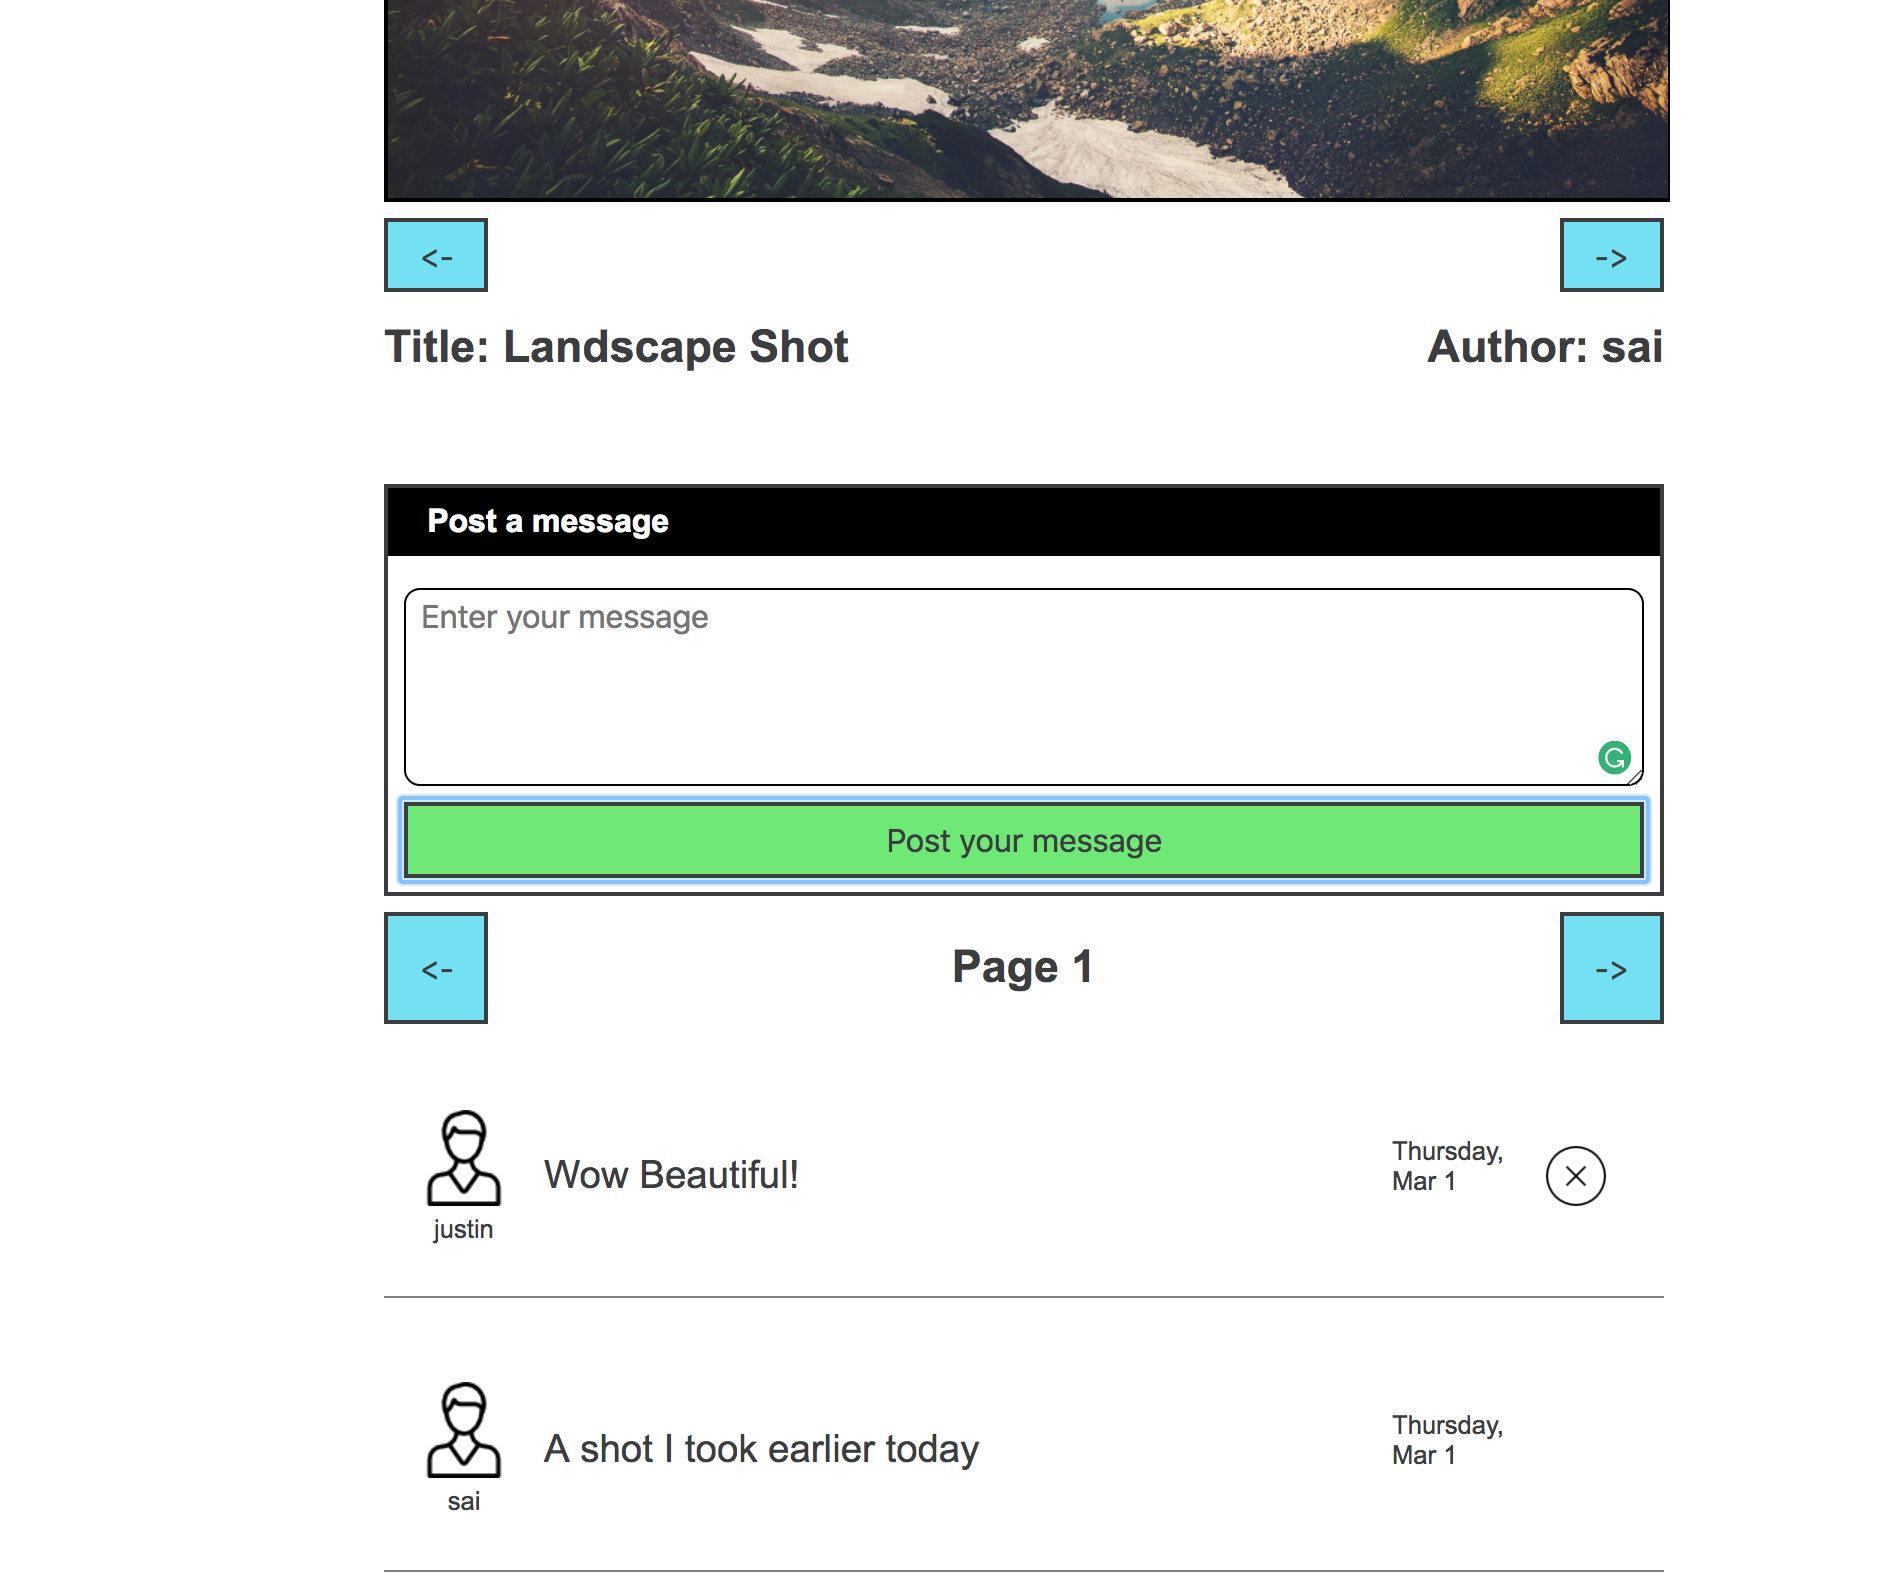 <-
->
Title: Landscape Shot
Author: sai
Post a message
Enter your message
Post your message
<-
Page 1
->
Wow Beautiful!
Thursday,
Mar 1
justin
A shot I took earlier today
Thursday,
Mar 1
sai